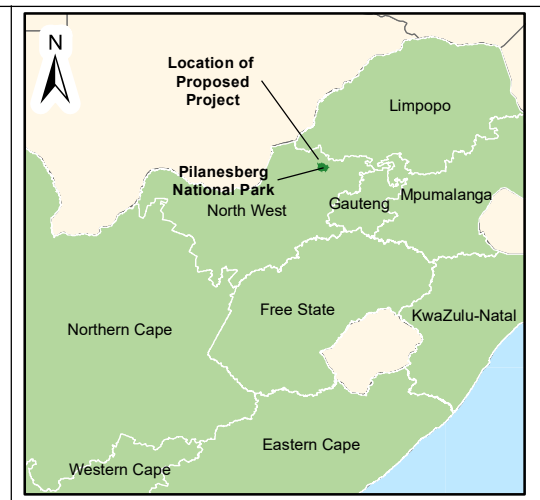 N
Location of
Proposed
Project
Limpopo
Pilanesberg
National Park
Mpumalanga
Gauteng
North West
Free State
KwaZulu-Natal
Northern Cape
Eastern Cape
Western Cape